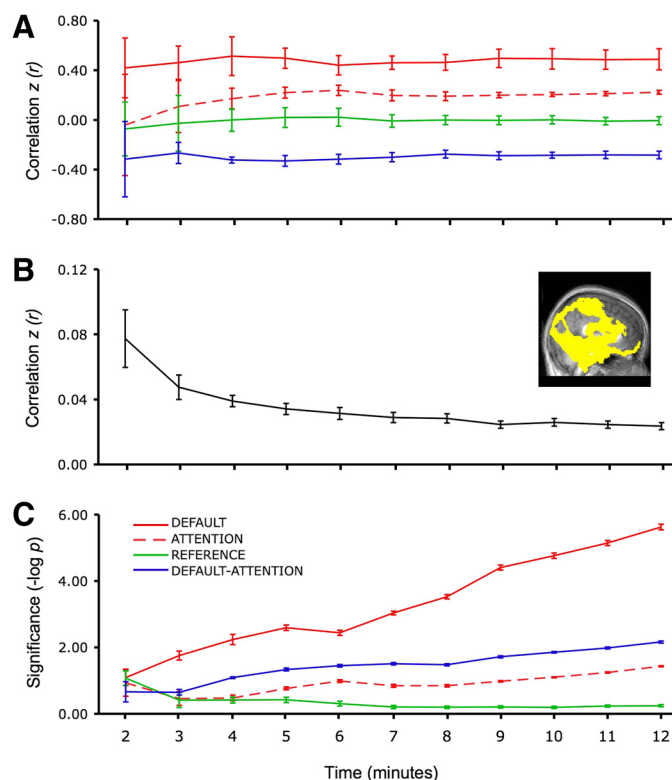 A
Correlation z (r)
0.80
0.40
0.00
-0.40
-0.80
B
Correlation z (r)
0.12
0.08
0.04
0.00
C
Significance (-log p)
6.00
4.00
2.00
0.00
DEFAULT
ATTENTION
REFERENCE
DEFAULT-ATTENTION
2 3 4 5 6 7 8 9 10 11 12
Time (minutes)